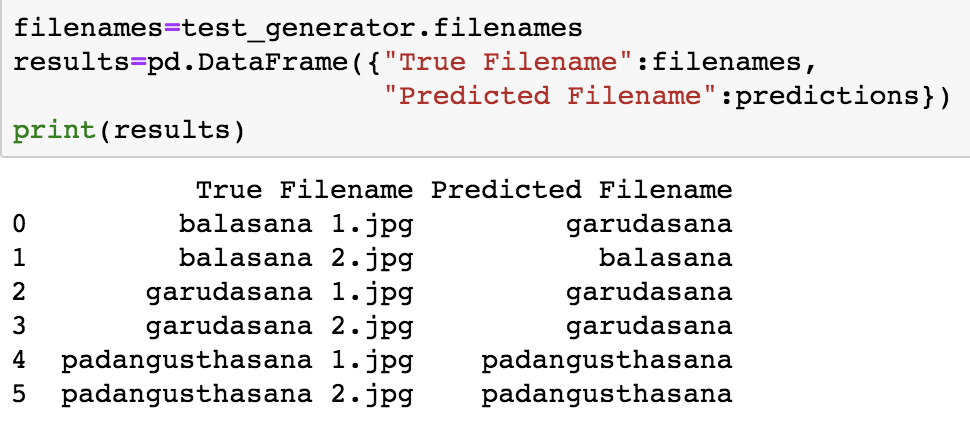 filenames=test_generator.filenames
results=pd.DataFrame({"True Filename":filenames,
"Predicted Filename":predictions})
print(results)
True Filename Predicted Filename
0 balasana 1.jpg garudasana
1 balasana 2.jpg balasana
2 garudasana 1.jpg garudasana
3 garudasana 2.jpg garudasana
4 padangusthasana 1.jpg padangusthasana
5 padangusthasana 2.jpg padangusthasana